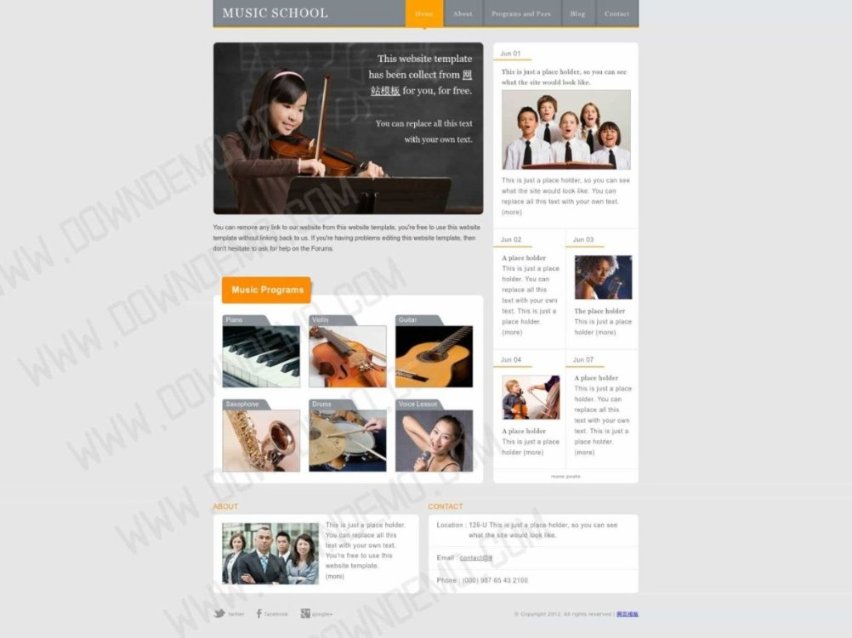 MUSIC SCHOOL
Home
About
Programs and Pces
Blog
Contact
This website template
has been collect from 网
站模板 for you, for free.
You can replace all this text
with your own text.
You can remove any link to our website from this website template, you're free to use this website
template without linking back to us. If you're having problems editing this website template, then
don't hesitate to ask for help on the Forums.
Music Programs
Piano
Violin
Guitar
Saxophone
Drums
Voice Lesson
Jun 01
This is just a place holder, so you can see
what the site would look like.
This is just a place holder, so you can see
what the site would look like. You can
replace all this text with your own text.
(more)
Jun 02
A place holder
This is just a place
holder. You can
replace all this
text with your own
text. This is just a
place holder.
(more)
Jun 03
The place holder
This is just a place
holder (more)
Jun 04
A place holder
This is just a place
holder (more)
Jun 07
A place holder
This is just a place
holder. You can
replace all this
text with your own
text. This is just a
place holder.
(more)
more posts
ABOUT
This is just a place holder.
You can replace all this
text with your own text.
You're free to use this
website template.
(more)
CONTACT
Location : 126-U This is just a place holder, so you can see
what the site would look like.
Email : contact@#
Phone : (000) 987 65 43 2100
twitter
facebook
google+
© Copyright 2012. All rights reserved | 网页模板
WWW.DOWNDEMO.COM
WWW.DOWNDEMO.COM
WWW.DOWNDEMO.COM
WWW.DOWNDEMO.COM
WWW.DOWNDEMO.COM